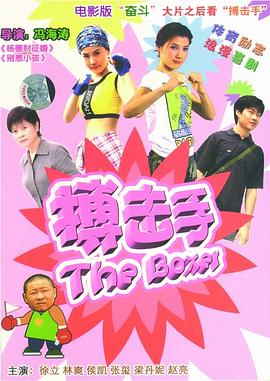 电影版“奋斗”大片之后看“搏击手”
导演：冯海涛
《杨德财征婚》
《别惹小孩》
传奇励志
浪漫喜剧
搏击手
The Boxer
主演：徐立 林爽 侯凯 张玺 梁丹妮 赵亮